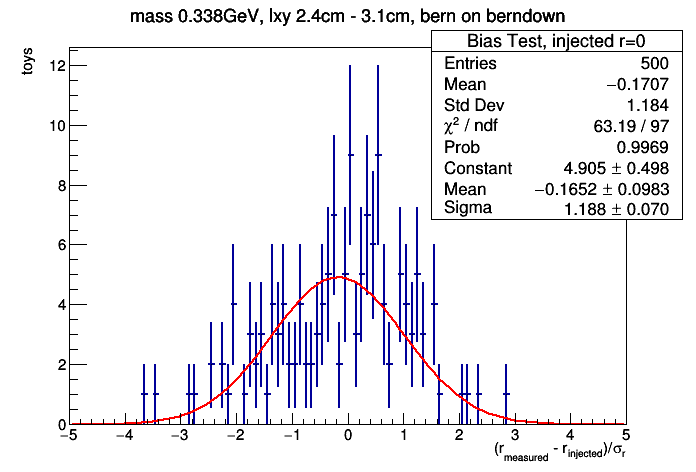 mass 0.338GeV, lxy 2.4cm - 3.1cm, bern on berndown
Bias Test, injected r=0
Entries 500
Mean −0.1707
Std Dev 1.184
χ² / ndf 63.19 / 97
Prob 0.9969
Constant 4.905 ± 0.498
Mean −0.1652 ± 0.0983
Sigma 1.188 ± 0.070
toys
12
10
8
6
4
2
0
−5 −4 −3 −2 −1 0 1 2 3 4 5
(r_measured - r_injected)/σ_r